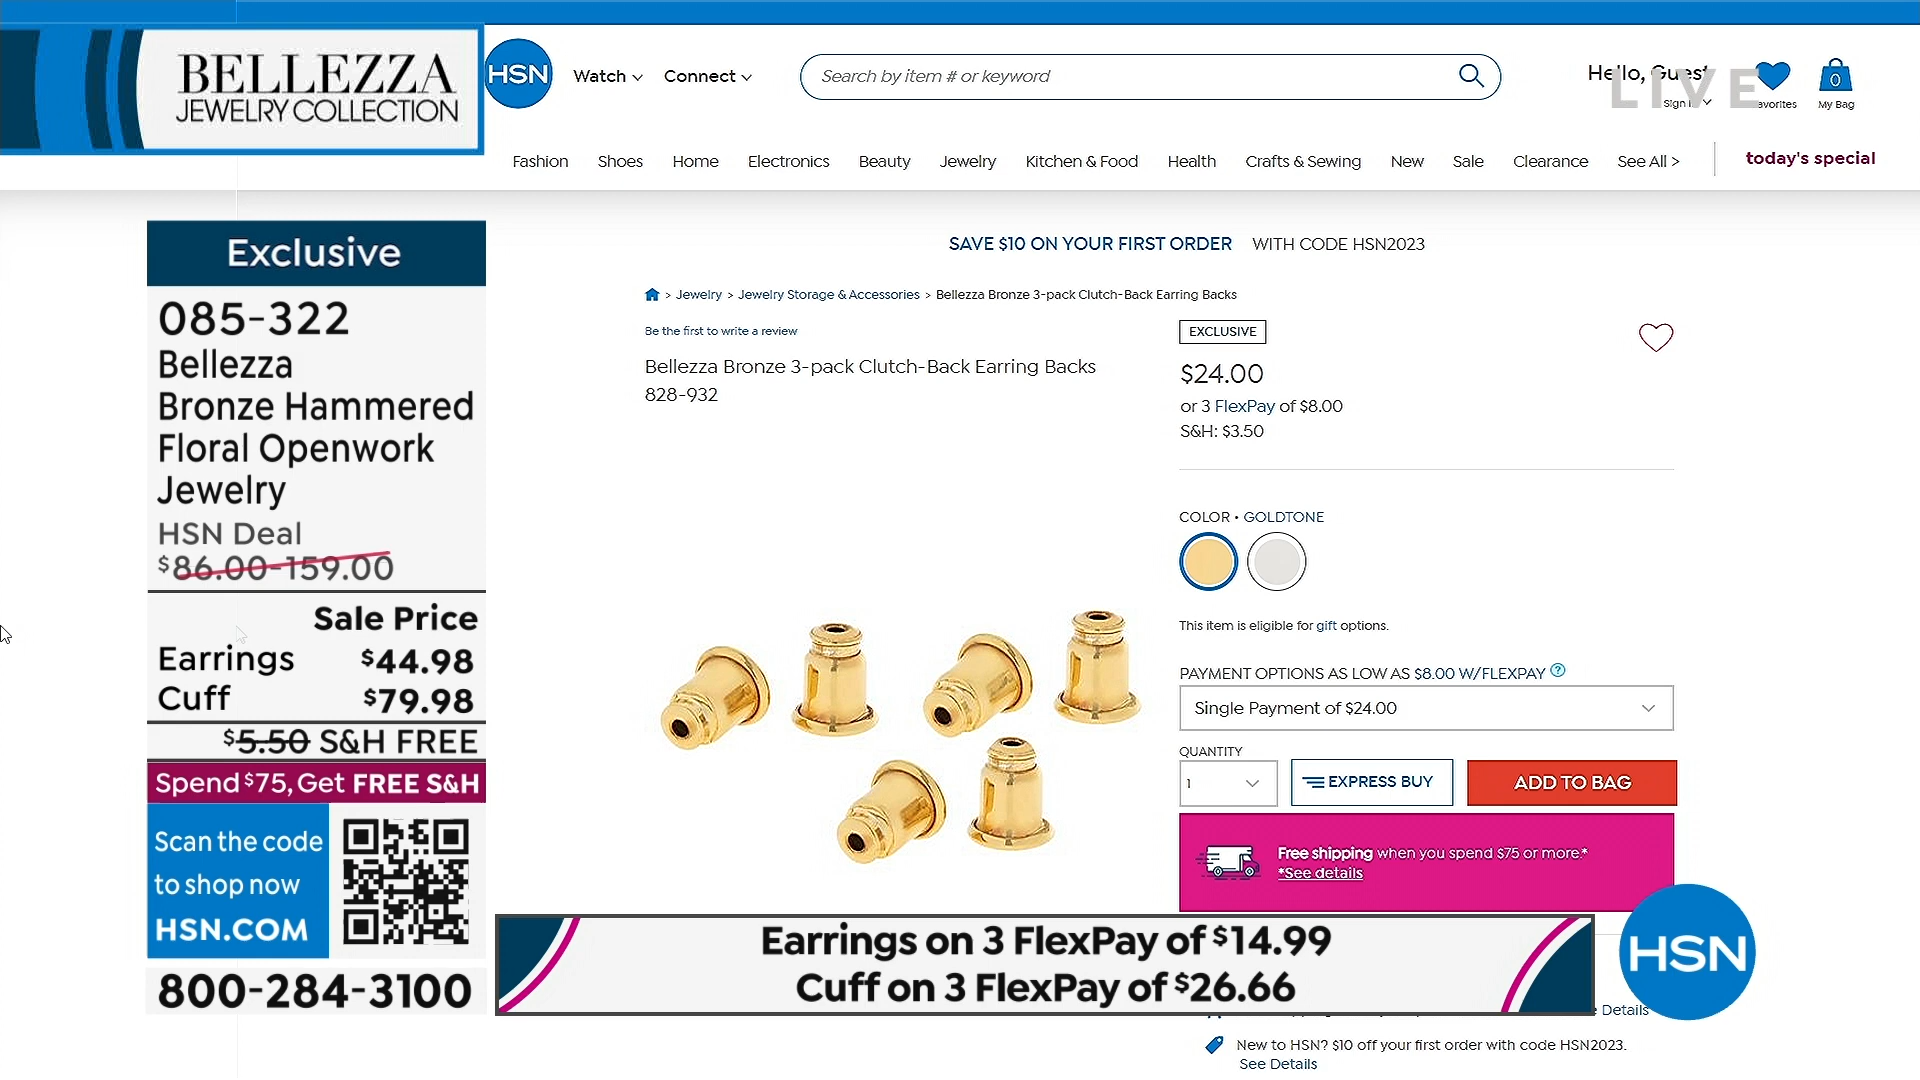 BELLEZZA
JEWELRY COLLECTION
HSN
Watch
Connect
Search by item # or keyword
Hello, Guest
LIVE
Sign
avorites
0
My Bag
Fashion
Shoes
Home
Electronics
Beauty
Jewelry
Kitchen & Food
Health
Crafts & Sewing
New
Sale
Clearance
See All >
today's special
Exclusive
085-322
Bellezza
Bronze Hammered
Floral Openwork
Jewelry
HSN Deal
$86.00-159.00
Sale Price
Earrings $44.98
Cuff $79.98
$5.50 S&H FREE
Spend $75, Get FREE S&H
Scan the code
to shop now
HSN.COM
800-284-3100
SAVE $10 ON YOUR FIRST ORDER WITH CODE HSN2023
> Jewelry > Jewelry Storage & Accessories > Bellezza Bronze 3-pack Clutch-Back Earring Backs
Be the first to write a review
Bellezza Bronze 3-pack Clutch-Back Earring Backs
828-932
EXCLUSIVE
$24.00
or 3 FlexPay of $8.00
S&H: $3.50
COLOR • GOLDTONE
This item is eligible for gift options.
PAYMENT OPTIONS AS LOW AS $8.00 W/FLEXPAY ?
Single Payment of $24.00
QUANTITY
1
EXPRESS BUY
ADD TO BAG
Free shipping when you spend $75 or more.*
*See details
Earrings on 3 FlexPay of $14.99
Cuff on 3 FlexPay of $26.66
HSN
Details
New to HSN? $10 off your first order with code HSN2023.
See Details